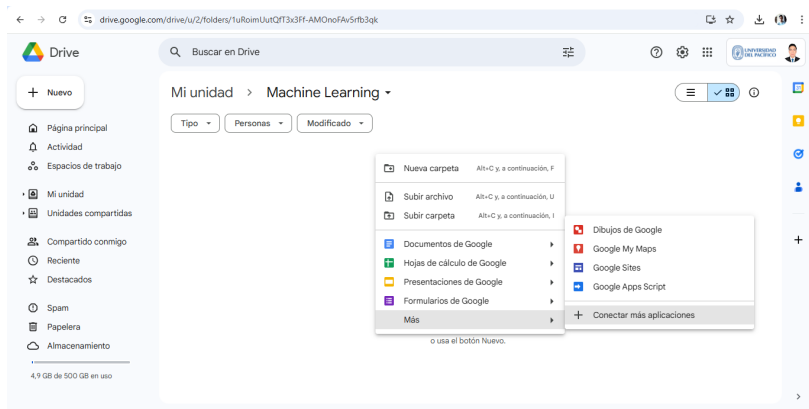 drive.google.com/drive/u/2/folders/1uRoimUutQfT3x3Ff-AMOnoFAv5rfb3qk
Drive
Buscar en Drive
UNIVERSIDAD
DEL PACÍFICO
Nuevo
Mi unidad > Machine Learning
Tipo
Personas
Modificado
Página principal
Actividad
Espacios de trabajo
Mi unidad
Unidades compartidas
Compartido conmigo
Reciente
Destacados
Spam
Papelera
Almacenamiento
4,9 GB de 500 GB en uso
Nueva carpeta Alt+C y, a continuación, F
Subir archivo Alt+C y, a continuación, U
Subir carpeta Alt+C y, a continuación, I
Documentos de Google
Hojas de cálculo de Google
Presentaciones de Google
Formularios de Google
Más
Dibujos de Google
Google My Maps
Google Sites
Google Apps Script
Conectar más aplicaciones
o usa el botón Nuevo.